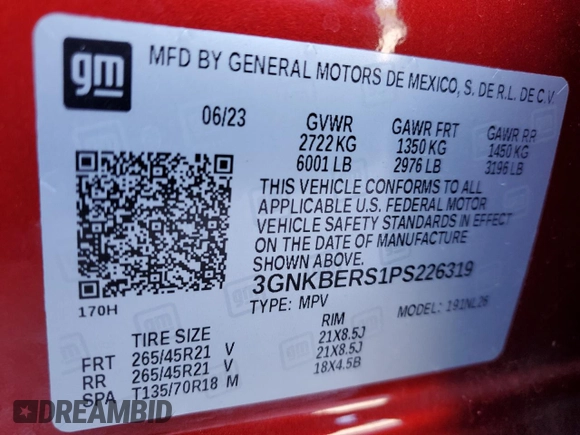 gm
MFD BY GENERAL MOTORS DE MEXICO, S. DE R.L. DE C.V.
06/23 GVWR GAWR FRT GAWR RR
2722 KG 1350 KG 1450 KG
6001 LB 2976 LB 3196 LB
THIS VEHICLE CONFORMS TO ALL
APPLICABLE U.S. FEDERAL MOTOR
VEHICLE SAFETY STANDARDS IN EFFECT
ON THE DATE OF MANUFACTURE
SHOWN ABOVE.
3GNKBERS1PS226319
170H TYPE: MPV MODEL: 191NL26
TIRE SIZE RIM
FRT 265/45R21 V 21X8.5J
RR 265/45R21 V 21X8.5J
SPA T135/70R18 M 18X4.5B
DREAMBID